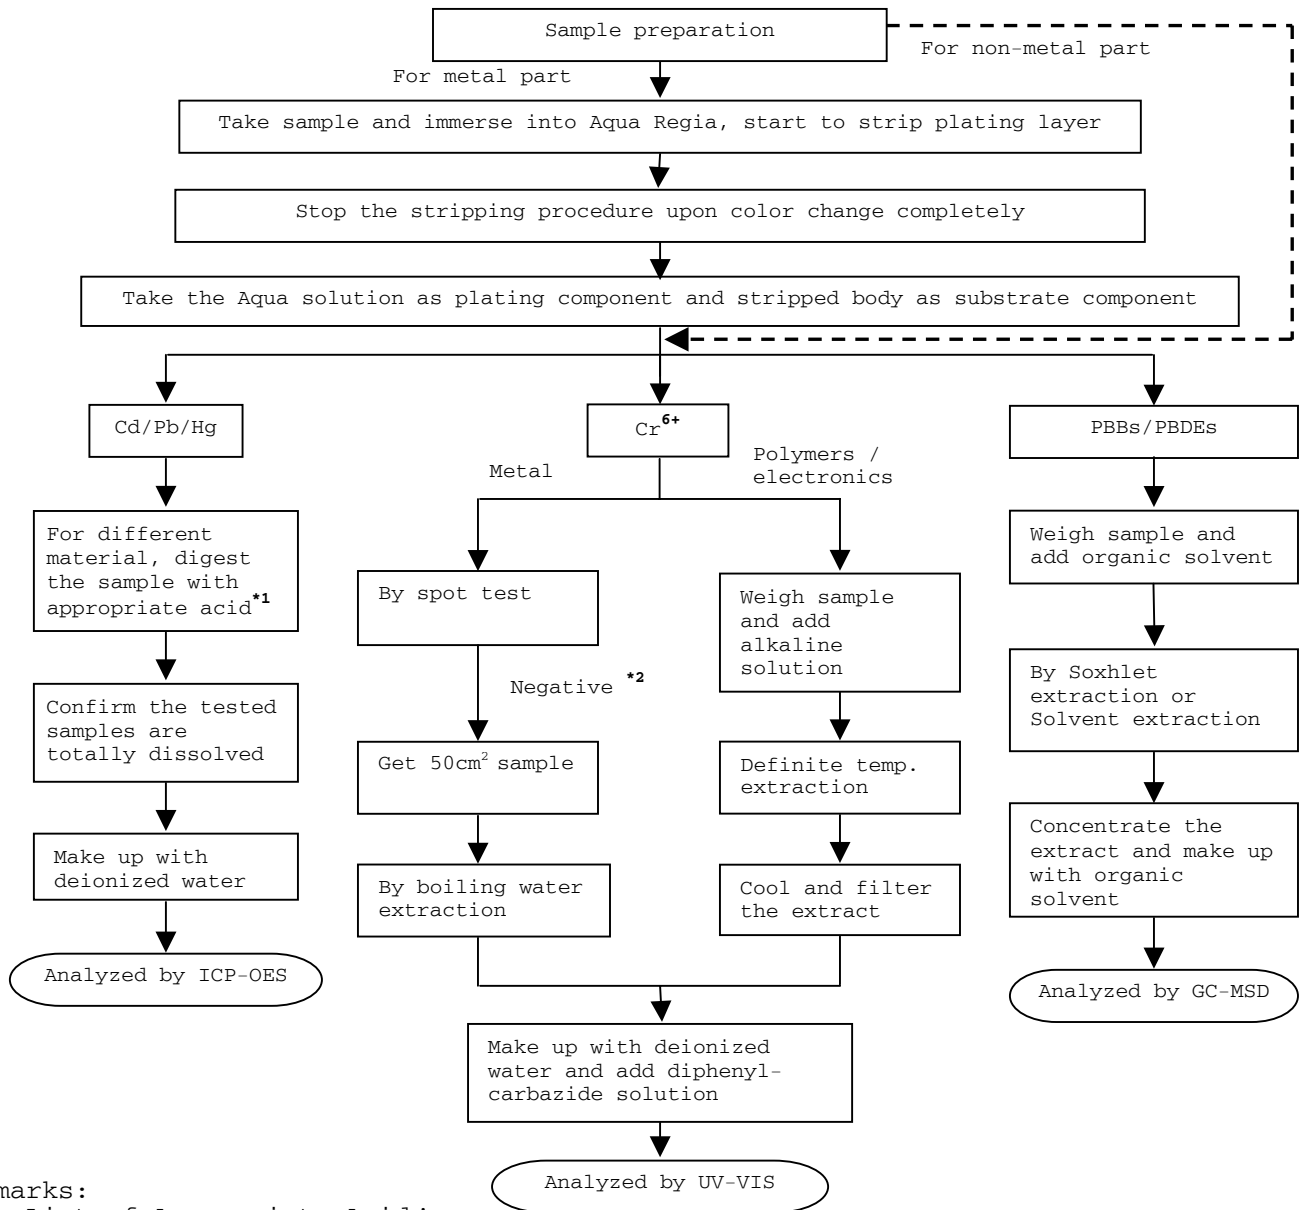 Sample preparation
For non-metal part
For metal part
Take sample and immerse into Aqua Regia, start to strip plating layer
Stop the stripping procedure upon color change completely
Take the Aqua solution as plating component and stripped body as substrate component
Cd/Pb/Hg
Cr6+
PBBs/PBDEs
Metal
Polymers /
electronics
For different
material, digest
the sample with
appropriate acid*1
Confirm the tested
samples are
totally dissolved
Make up with
deionized water
Analyzed by ICP-OES
By spot test
Negative *2
Get 50cm2 sample
By boiling water
extraction
Weigh sample
and add
alkaline
solution
Definite temp.
extraction
Cool and filter
the extract
Make up with deionized
water and add diphenyl-
carbazide solution
Analyzed by UV-VIS
Weigh sample and
add organic solvent
By Soxhlet
extraction or
Solvent extraction
Concentrate the
extract and make up
with organic
solvent
Analyzed by GC-MSD
marks: